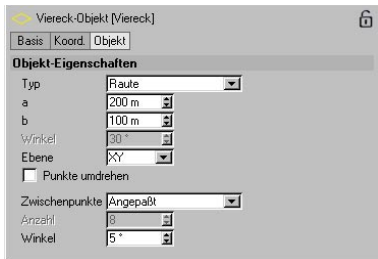 Viereck-Objekt [Viereck]
Basis Koord. Objekt
Objekt-Eigenschaften
Typ Raute
a 200 m
b 100 m
Winkel 30 °
Ebene XY
Punkte umdrehen
Zwischenpunkte Angepaßt
Anzahl 8
Winkel 5 °